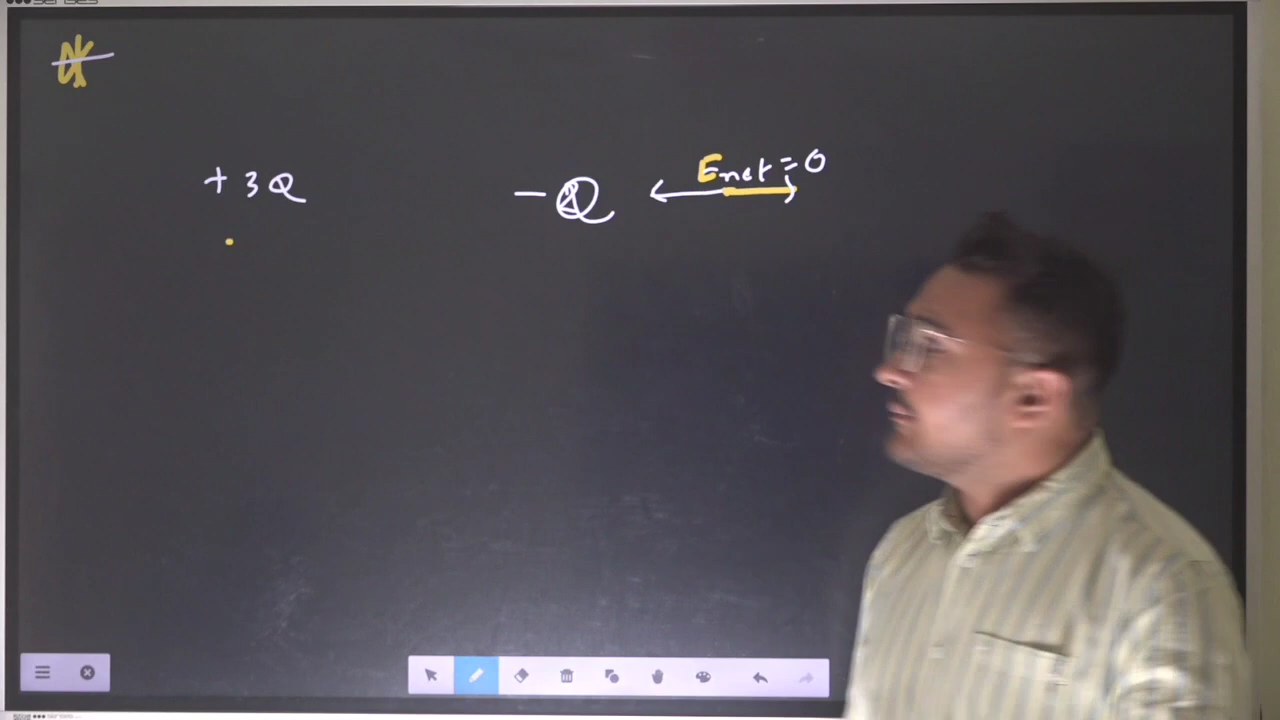 + 3Q
- Q
Enet = 0